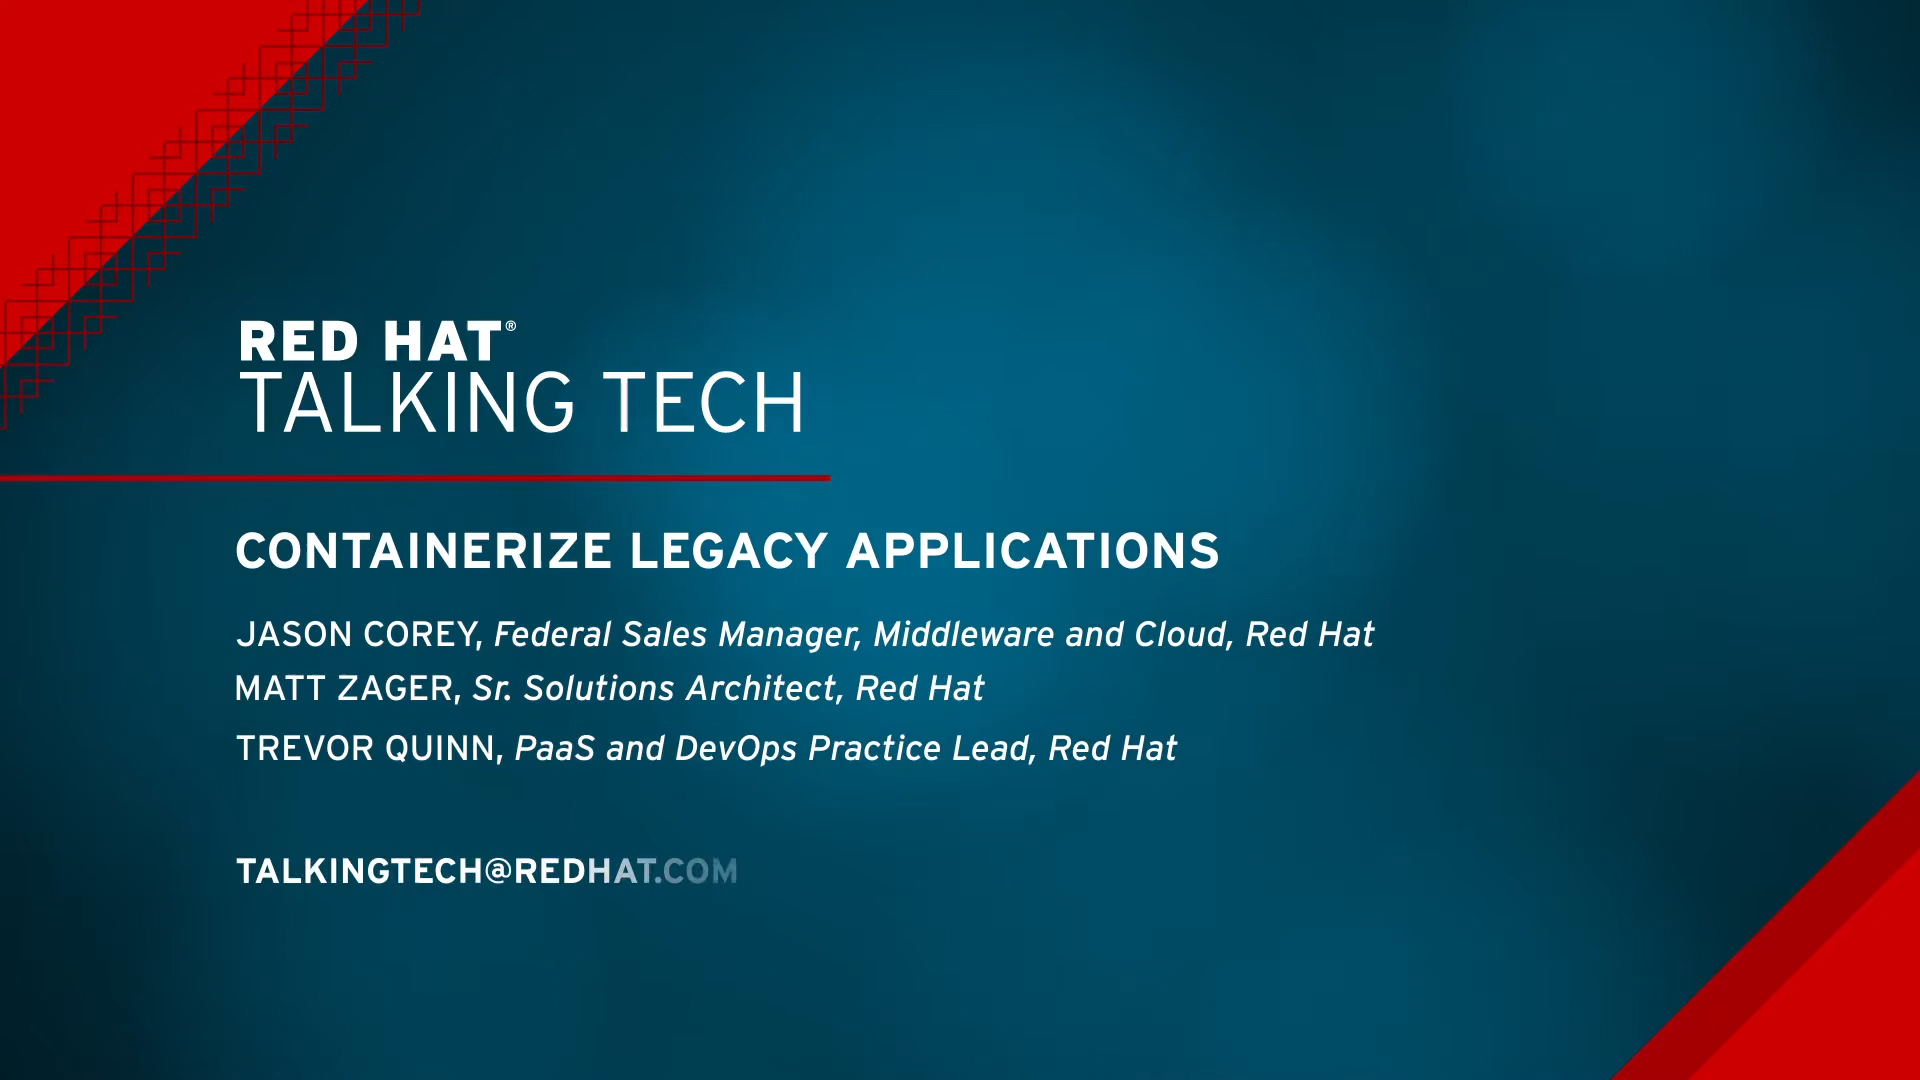 RED HAT®
TALKING TECH
CONTAINERIZE LEGACY APPLICATIONS
JASON COREY, Federal Sales Manager, Middleware and Cloud, Red Hat
MATT ZAGER, Sr. Solutions Architect, Red Hat
TREVOR QUINN, PaaS and DevOps Practice Lead, Red Hat
TALKINGTECH@REDHAT.COM